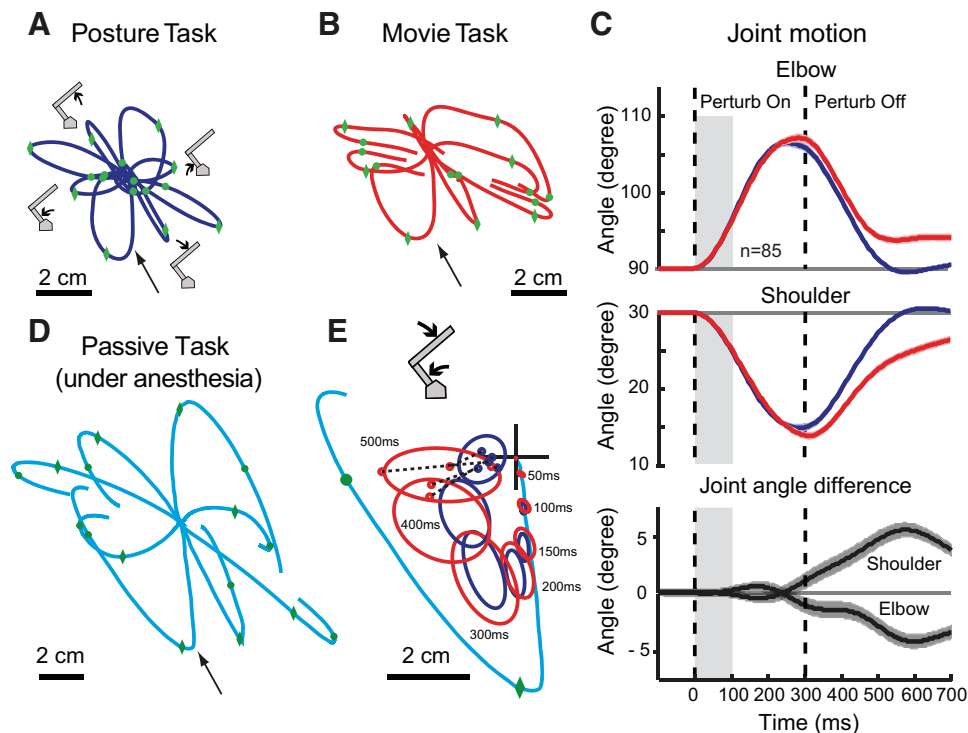 A Posture Task
2 cm
B Movie Task
2 cm
C Joint motion
Elbow
Perturb On Perturb Off
Angle (degree)
110
100
90
n=85
Shoulder
Angle (degree)
30
20
10
Joint angle difference
Angle (degree)
5
0
- 5
Shoulder
Elbow
0 100 200 300 400 500 600 700
Time (ms)
D Passive Task
(under anesthesia)
2 cm
E
500ms
50ms
100ms
400ms
150ms
200ms
300ms
2 cm